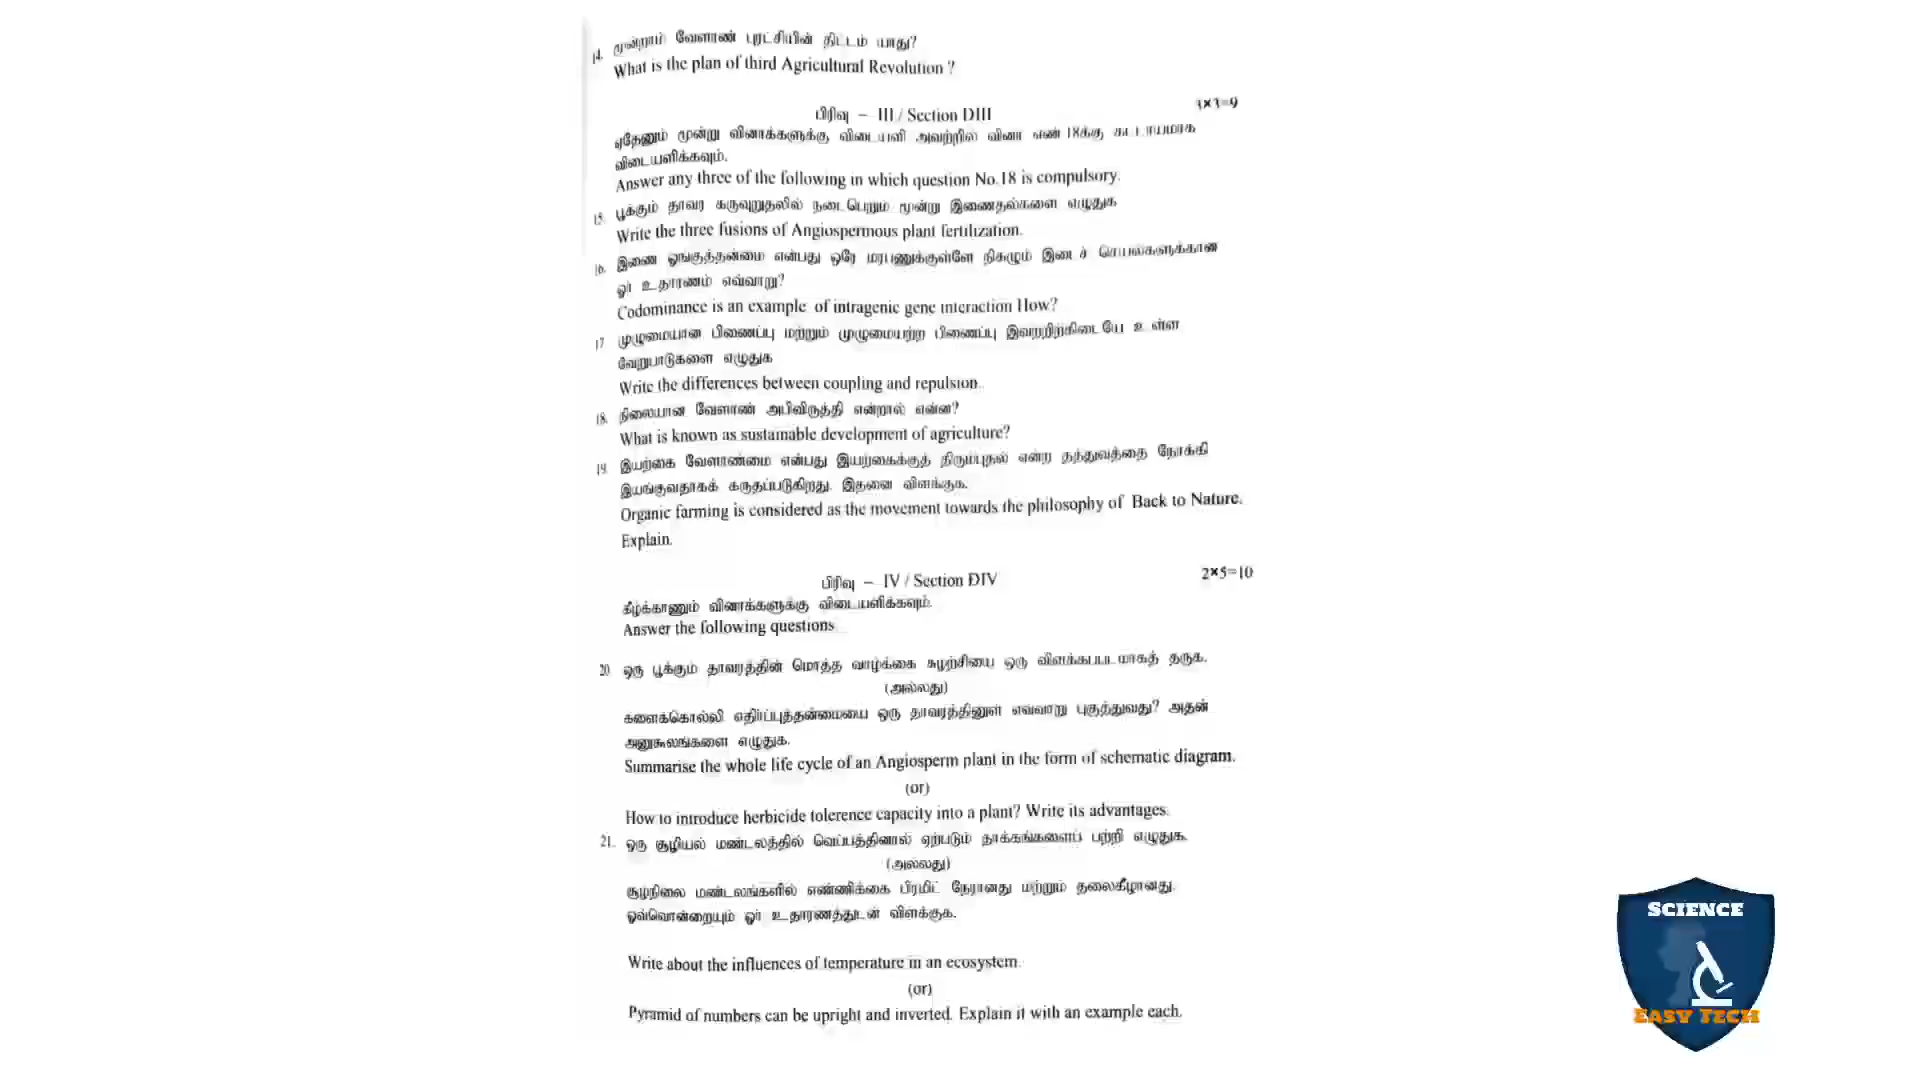 14. மூன்றாம் வேளாண் புரட்சியின் திட்டம் யாது?
What is the plan of third Agricultural Revolution ?
பிரிவு – III / Section DIII 3×3=9
ஏதேனும் மூன்று வினாக்களுக்கு விடையளி அவற்றில் வினா எண் 18க்கு கட்டாயமாக
விடையளிக்கவும்.
Answer any three of the following in which question No.18 is compulsory.
15. பூக்கும் தாவர கருவுறுதலில் நடைபெறும் மூன்று இணைதல்களை எழுதுக
Write the three fusions of Angiospermous plant fertilization.
16. இணை ஓங்குத்தன்மை என்பது ஒரே மரபணுக்குள்ளே நிகழும் இடைச் செயல்களுக்கான
ஓர் உதாரணம் எவ்வாறு?
Codominance is an example of intragenic gene interaction How?
17 முழுமையான பிணைப்பு மற்றும் முழுமையற்ற பிணைப்பு இவற்றிற்கிடையே உள்ள
வேறுபாடுகளை எழுதுக
Write the differences between coupling and repulsion.
18. நிலையான வேளாண் அபிவிருத்தி என்றால் என்ன?
What is known as sustainable development of agriculture?
19. இயற்கை வேளாண்மை என்பது இயற்கைக்குத் திரும்புதல் என்ற தத்துவத்தை நோக்கி
இயங்குவதாகக் கருதப்படுகிறது. இதனை விளக்குக.
Organic farming is considered as the movement towards the philosophy of Back to Nature.
Explain.
பிரிவு – IV / Section DIV 2×5=10
கீழ்க்காணும் வினாக்களுக்கு விடையளிக்கவும்.
Answer the following questions
20. ஒரு பூக்கும் தாவரத்தின் மொத்த வாழ்க்கை சுழற்சியை ஒரு விளக்கபடமாகத் தருக.
(அல்லது)
களைக்கொல்லி எதிர்ப்புத்தன்மையை ஒரு தாவரத்தினுள் எவ்வாறு புகுத்துவது? அதன்
அனுகூலங்களை எழுதுக.
Summarise the whole life cycle of an Angiosperm plant in the form of schematic diagram.
(or)
How to introduce herbicide tolerence capacity into a plant? Write its advantages.
21. ஒரு சூழியல் மண்டலத்தில் வெப்பத்தினால் ஏற்படும் தாக்கங்களைப் பற்றி எழுதுக.
(அல்லது)
சூழ்நிலை மண்டலங்களில் எண்ணிக்கை பிரமிட் நேரானது மற்றும் தலைகீழானது.
ஒவ்வொன்றையும் ஓர் உதாரணத்துடன் விளக்குக.
Write about the influences of temperature in an ecosystem.
(or)
Pyramid of numbers can be upright and inverted. Explain it with an example each.
SCIENCE
EASY TECH